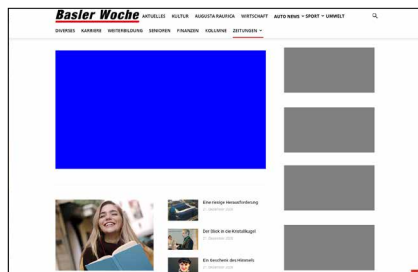 Basler Woche
AKTUELLES KULTUR AUGUSTA RAURICA WIRTSCHAFT AUTO NEWS SPORT UMWELT
DIVERSES KARRIERE WEITERBILDUNG SENIOREN FINANZEN KOLUMNE ZEITUNGEN
Eine riesige Herausforderung
Der Blick in die Kristallkugel
Ein Geschenk des Himmels